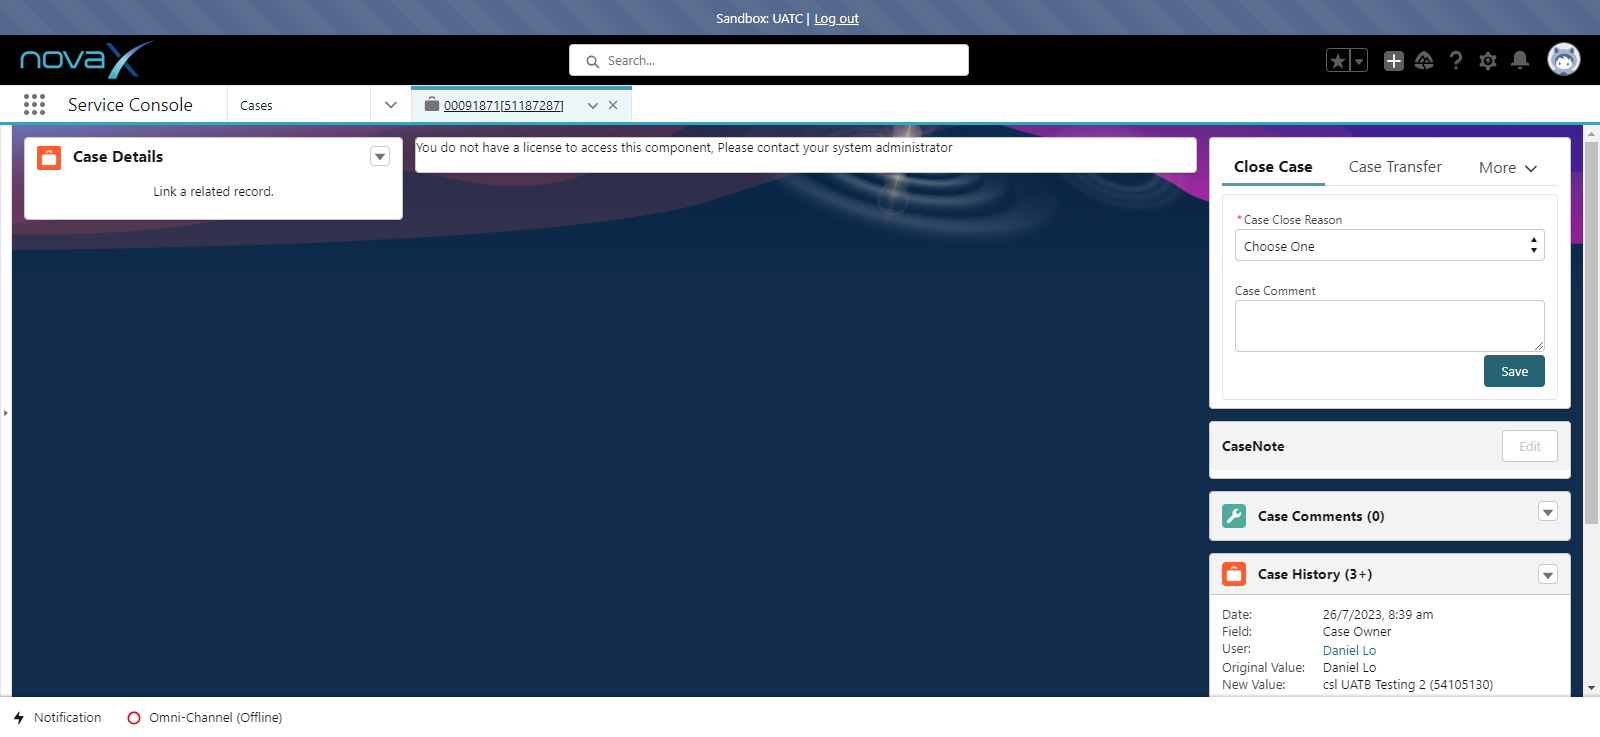 Sandbox: UATC | Log out
novaX
Search...
Service Console
Cases
00091871[51187287]
Case Details
Link a related record.
You do not have a license to access this component, Please contact your system administrator
Close Case
Case Transfer
More
*Case Close Reason
Choose One
Case Comment
Save
CaseNote
Edit
Case Comments (0)
Case History (3+)
Date: 26/7/2023, 8:39 am
Field: Case Owner
User: Daniel Lo
Original Value: Daniel Lo
New Value: csl UATB Testing 2 (54105130)
Notification
Omni-Channel (Offline)